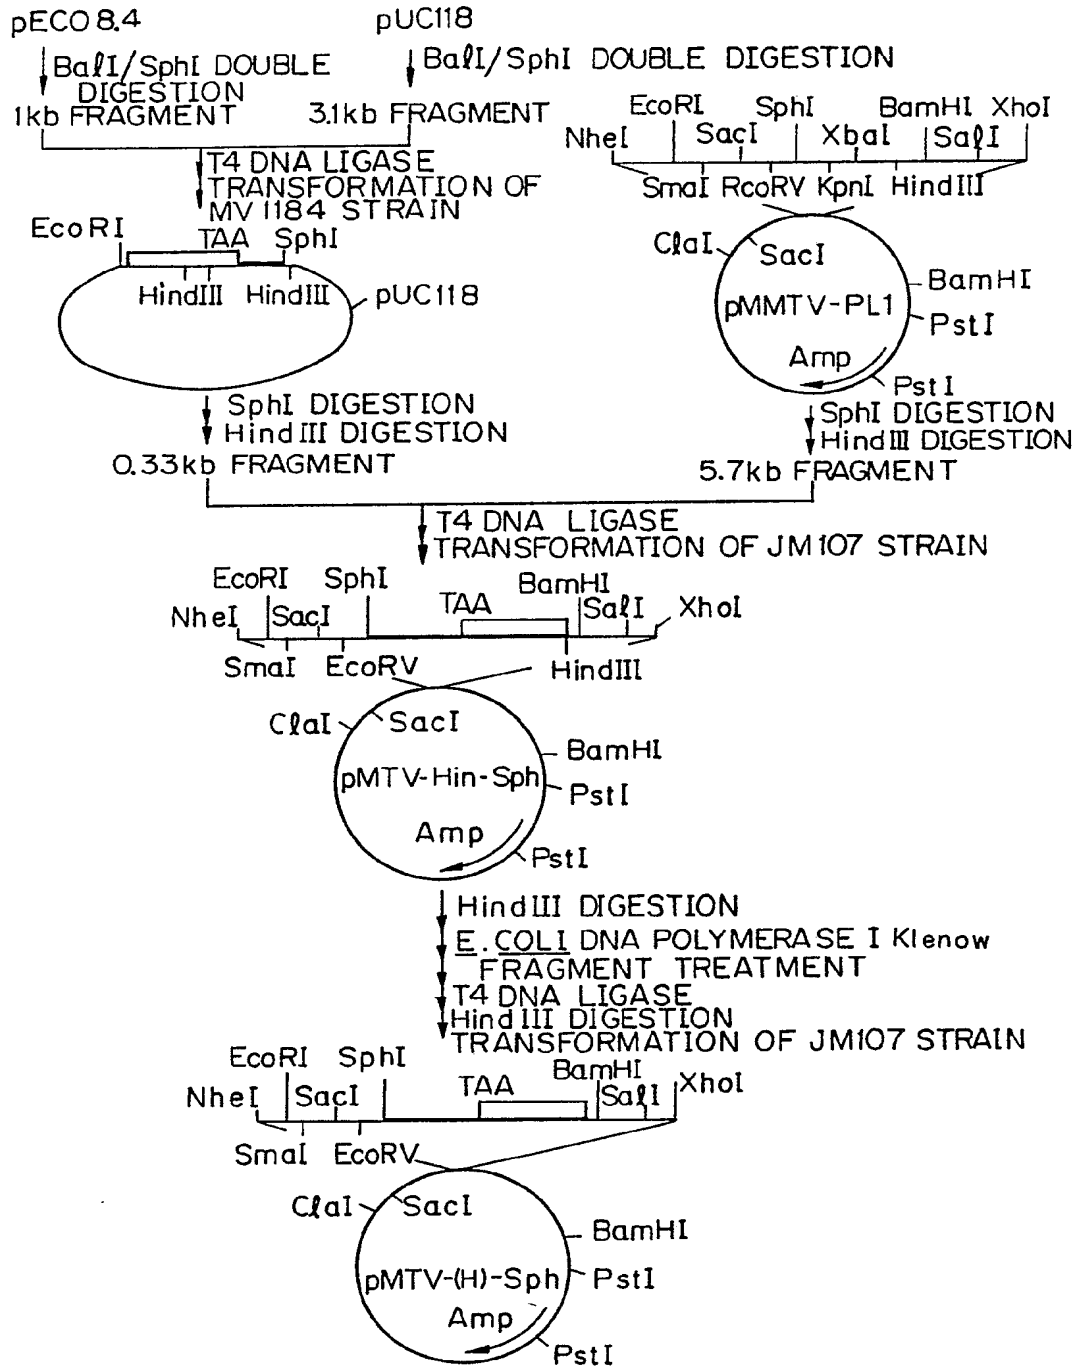 pECO8.4
pUC118
BalI/SphI DOUBLE
DIGESTION
BalI/SphI DOUBLE DIGESTION
1kb FRAGMENT
3.1kb FRAGMENT
T4 DNA LIGASE
TRANSFORMATION OF
MV1184 STRAIN
EcoRI
TAA
SphI
HindIII
HindIII
pUC118
EcoRI
SphI
BamHI
XhoI
NheI
SacI
XbaI
SalI
SmaI
RcoRV
KpnI
HindIII
ClaI
SacI
BamHI
pMMTV-PL1
PstI
Amp
PstI
SphI DIGESTION
HindIII DIGESTION
0.33kb FRAGMENT
SphI DIGESTION
HindIII DIGESTION
5.7kb FRAGMENT
T4 DNA LIGASE
TRANSFORMATION OF JM107 STRAIN
EcoRI
SphI
BamHI
NheI
SacI
TAA
SalI
XhoI
SmaI
EcoRV
HindIII
ClaI
SacI
BamHI
pMTV-Hin-Sph
PstI
Amp
PstI
HindIII DIGESTION
E.COLI DNA POLYMERASE I Klenow
FRAGMENT TREATMENT
T4 DNA LIGASE
HindIII DIGESTION
TRANSFORMATION OF JM107 STRAIN
EcoRI
SphI
BamHI
NheI
SacI
TAA
SalI
XhoI
SmaI
EcoRV
ClaI
SacI
BamHI
pMTV-(H)-Sph
PstI
Amp
PstI